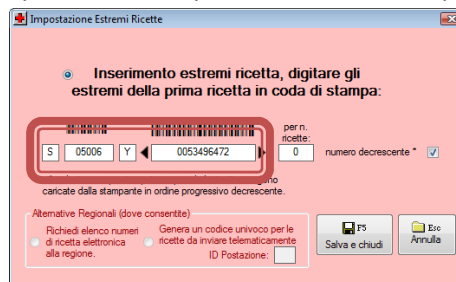 Impostazione Estremi Ricette
Inserimento estremi ricetta, digitare gli
estremi della prima ricetta in coda di stampa:
per n.
ricette:
S 05006 Y 0053496472 0 numero decrescente *
caricate dalla stampante in ordine progressivo decrescente.
Alternative Regionali (dove consentite)
Richiedi elenco numeri
di ricetta elettronica
alla regione.
Genera un codice univoco per le
ricette da inviare telematicamente
ID Postazione:
F5
Salva e chiudi
Esc
Annulla